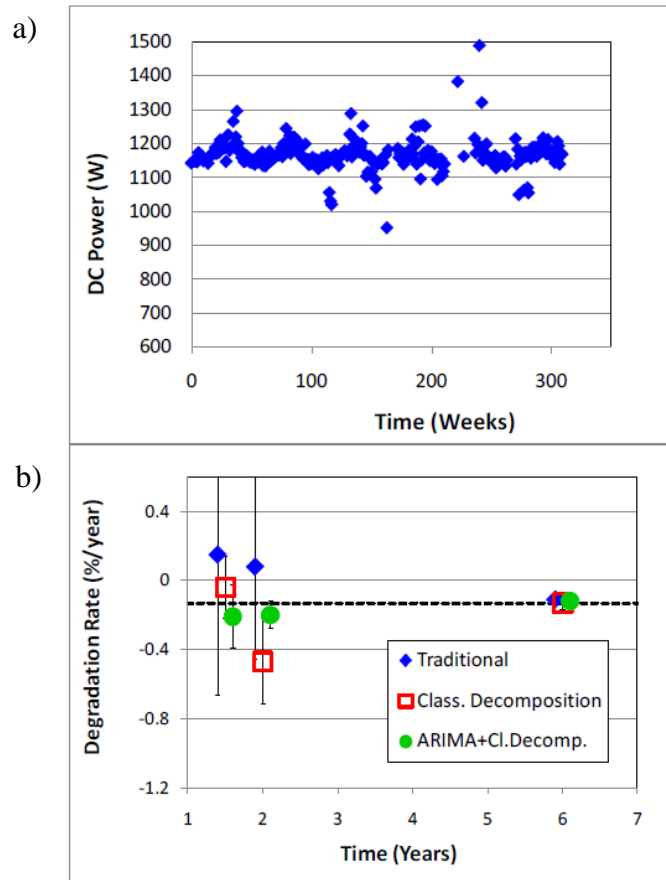 a)
1500
1400
1300
1200
1100
1000
900
800
700
600
DC Power (W)
0 100 200 300
Time (Weeks)
b)
0.4
0
-0.4
-0.8
-1.2
Degradation Rate (%/year)
Traditional
Class. Decomposition
ARIMA+Cl.Decomp.
1 2 3 4 5 6 7
Time (Years)